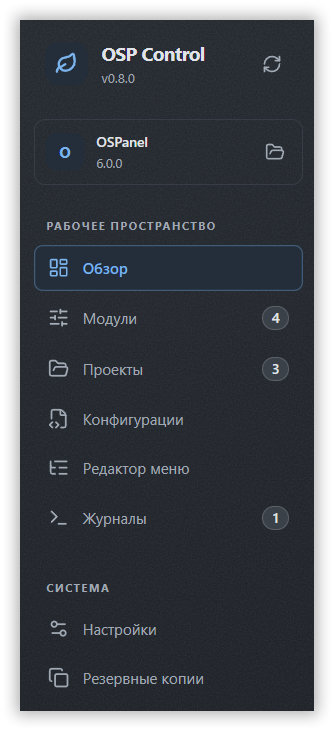 OSP Control
v0.8.0
O
OSPanel
6.0.0
РАБОЧЕЕ ПРОСТРАНСТВО
Обзор
Модули 4
Проекты 3
Конфигурации
Редактор меню
Журналы 1
СИСТЕМА
Настройки
Резервные копии